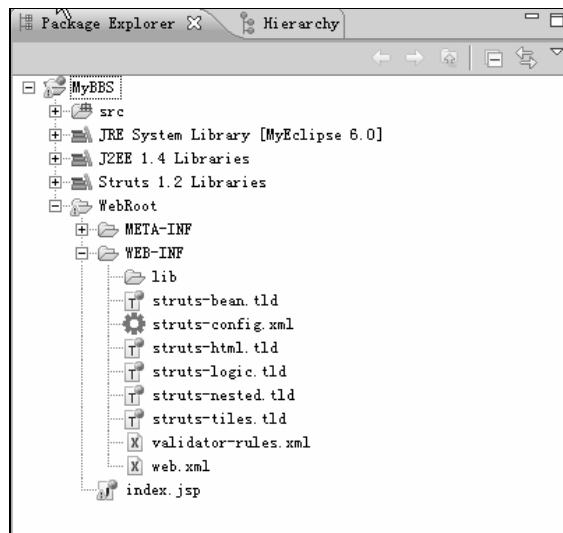 Package Explorer Hierarchy
MyBBS
src
JRE System Library [MyEclipse 6.0]
J2EE 1.4 Libraries
Struts 1.2 Libraries
WebRoot
META-INF
WEB-INF
lib
struts-bean.tld
struts-config.xml
struts-html.tld
struts-logic.tld
struts-nested.tld
struts-tiles.tld
validator-rules.xml
web.xml
index.jsp